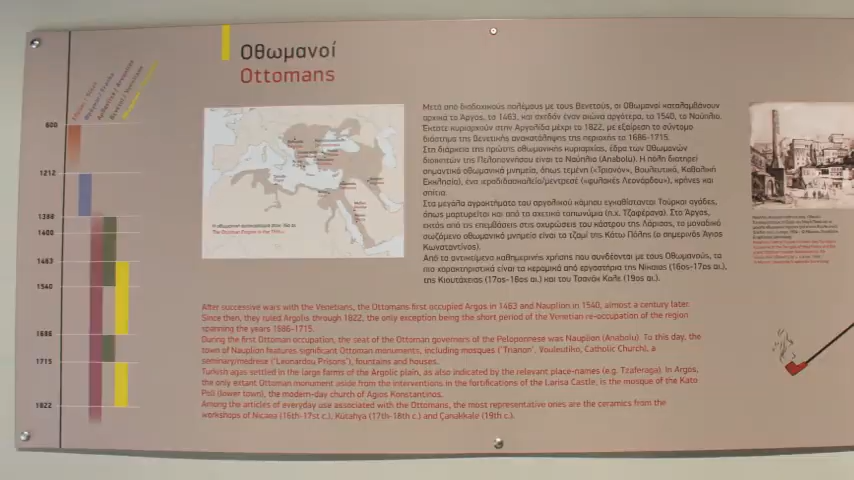 Οθωμανοί
Ottomans
600
1212
1388
1400
1463
1540
1686
1715
1822
Μετά από διαδοχικούς πολέμους με τους Βενετούς, οι Οθωμανοί καταλαμβάνουν
αρχικά το Άργος, το 1463, και σχεδόν έναν αιώνα αργότερα, το 1540, το Ναύπλιο.
Έκτοτε κυριαρχούν στην Αργολίδα μέχρι το 1822, με εξαίρεση το σύντομο
διάστημα της Βενετικής ανακατάληψης της περιοχής το 1686-1715.
Στη διάρκεια της πρώτης οθωμανικής κυριαρχίας, έδρα των Οθωμανών
διοικητών της Πελοποννήσου είναι το Ναύπλιο (Anabolu). Η πόλη διατηρεί
σημαντικά οθωμανικά μνημεία, όπως τεμένη («Τριανόν», Βουλευτικό, Καθολική
Εκκλησία), ένα ιεροδιδασκαλείο/μεντρεσέ («φυλακές Λεονάρδου»), κρήνες και
σπίτια.
Στα μεγάλα αγροκτήματα του αργολικού κάμπου εγκαθίστανται Τούρκοι αγάδες,
όπως μαρτυρείται και από τα σχετικά τοπωνύμια (π.χ. Τζαφέραγα). Στο Άργος,
εκτός από τις επεμβάσεις στις οχυρώσεις του κάστρου της Λάρισας, το μοναδικό
σωζόμενο οθωμανικό μνημείο είναι το τζαμί της Κάτω Πόλης (ο σημερινός Άγιος
Κωνσταντίνος).
Από τα αντικείμενα καθημερινής χρήσης που συνδέονται με τους Οθωμανούς, τα
πιο χαρακτηριστικά είναι τα κεραμικά από εργαστήρια της Νίκαιας (16ος-17ος αι.),
της Κιουτάχειας (17ος-18ος αι.) και του Τσανάκ Καλέ (19ος αι.).
After successive wars with the Venetians, the Ottomans first occupied Argos in 1463 and Nauplion in 1540, almost a century later.
Since then, they ruled Argolis through 1822, the only exception being the short period of the Venetian re-occupation of the region
spanning the years 1686-1715.
During the first Ottoman occupation, the seat of the Ottoman governors of the Peloponnese was Nauplion (Anabolu). To this day, the
town of Nauplion features significant Ottoman monuments, including mosques ('Trianon', Vouleutiko, Catholic Church), a
seminary/medrese ('Leonardou Prisons'), fountains and houses.
Turkish agas settled in the large farms of the Argolic plain, as also indicated by the relevant place-names (e.g. Tzaferaga). In Argos,
the only extant Ottoman monument aside from the interventions in the fortifications of the Larisa Castle, is the mosque of the Kato
Poli (lower town), the modern-day church of Agios Konstantinos.
Among the articles of everyday use associated with the Ottomans, the most representative ones are the ceramics from the
workshops of Nicaea (16th-17st c.), Kütahya (17th-18th c.) and Çanakkale (19th c.).